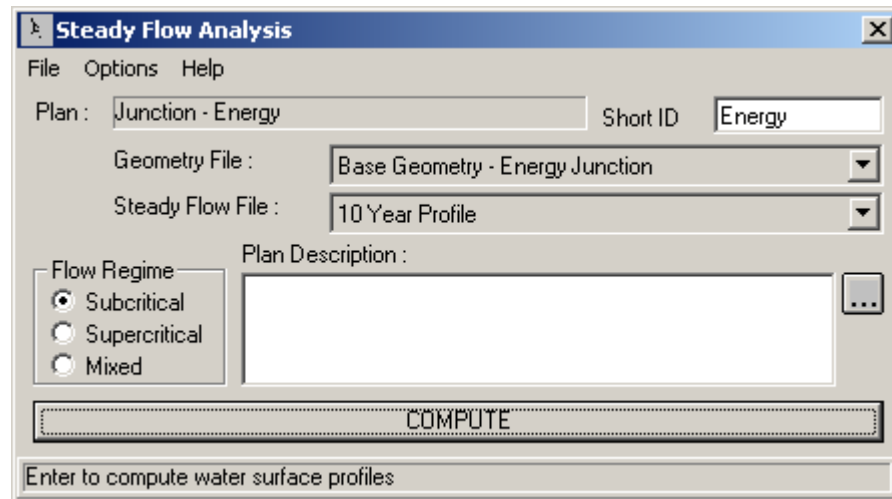 Steady Flow Analysis
File Options Help
Plan : Junction - Energy Short ID Energy
Geometry File : Base Geometry - Energy Junction
Steady Flow File : 10 Year Profile
Plan Description :
Flow Regime
Subcritical
Supercritical
Mixed
...
COMPUTE
Enter to compute water surface profiles